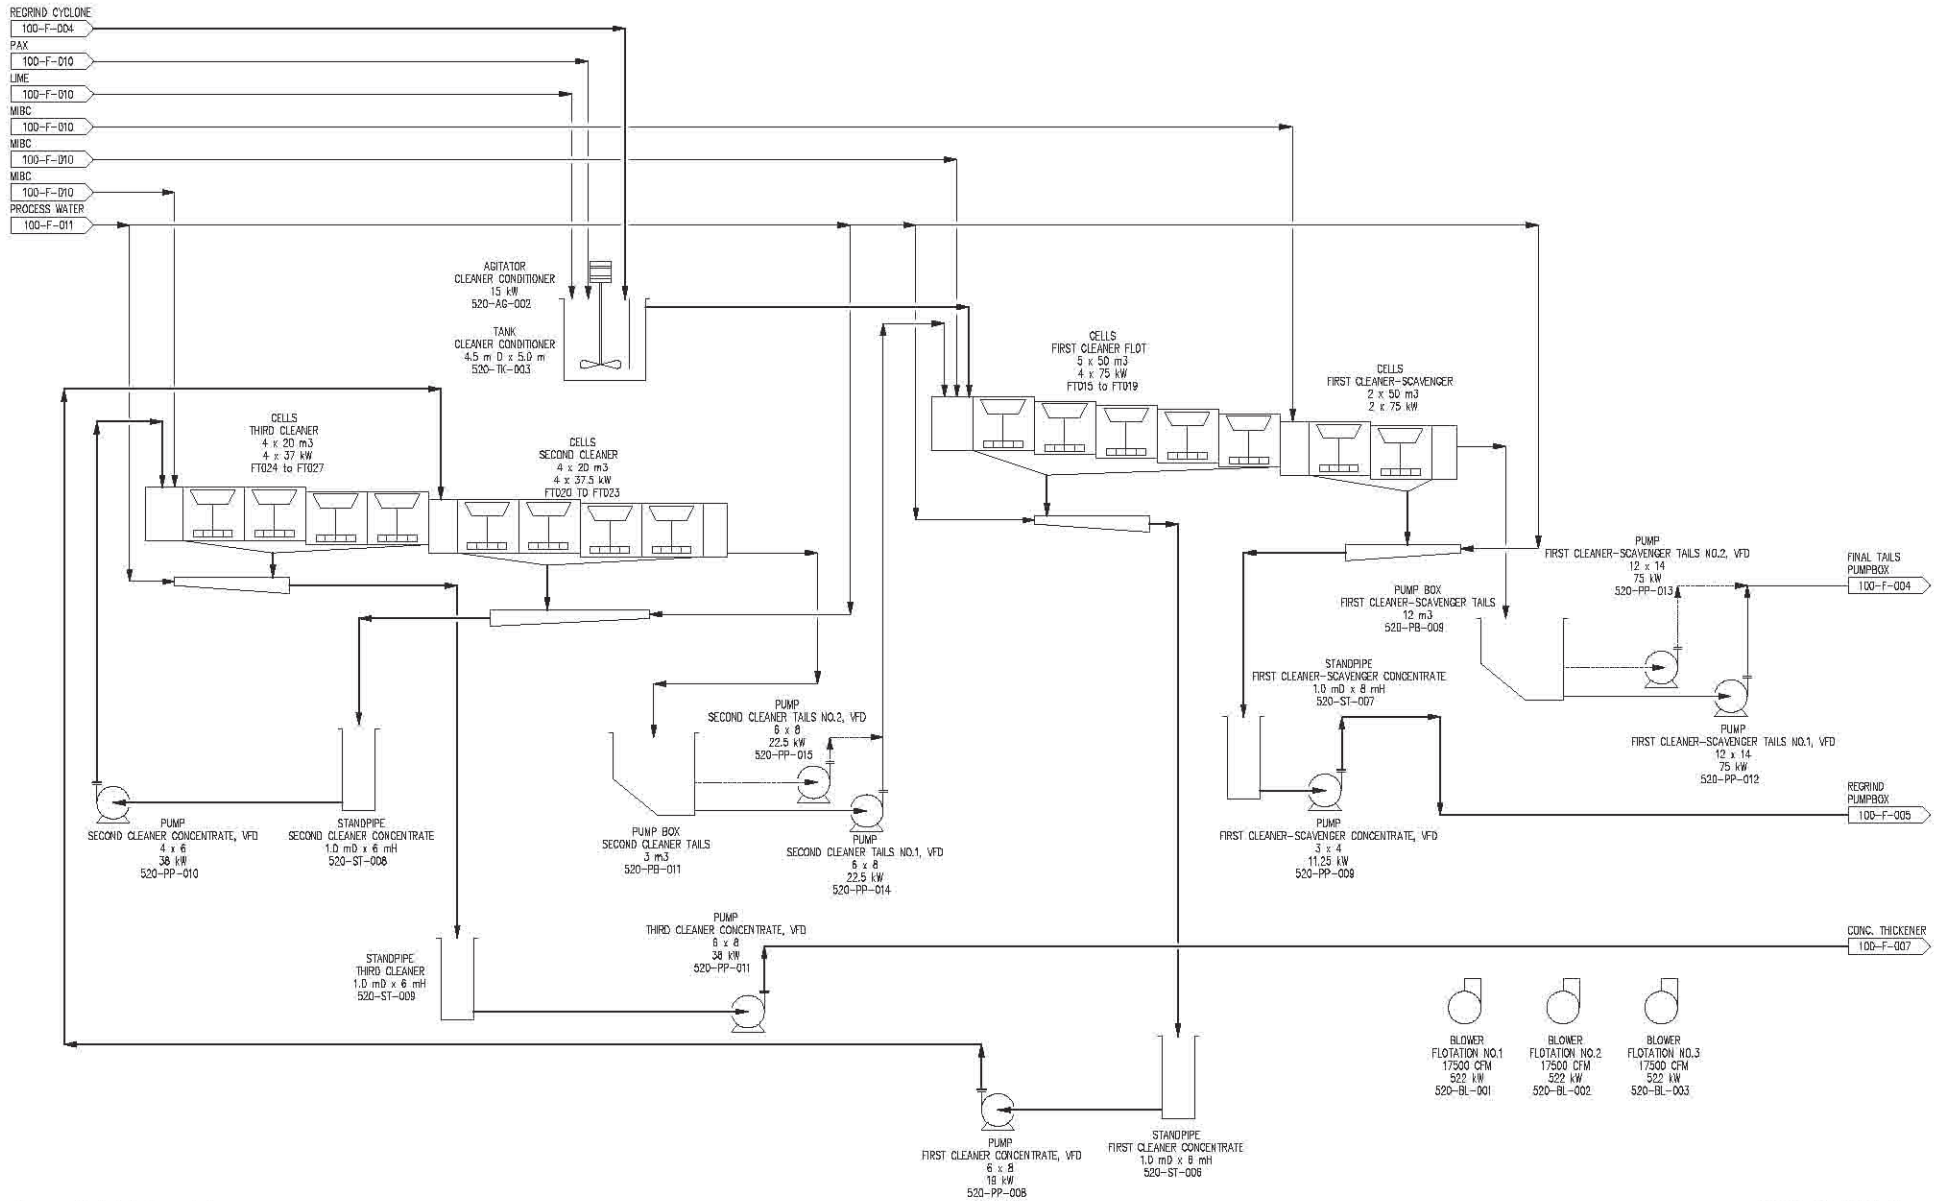 REGRIND CYCLONE
100-F-004
PAX
100-F-010
LIME
100-F-010
MIBC
100-F-010
MIBC
100-F-010
MIBC
100-F-010
PROCESS WATER
100-F-011
AGITATOR
CLEANER CONDITIONER
15 kW
520-AG-002
TANK
CLEANER CONDITIONER
4.5 m D x 5.0 m
520-TK-003
CELLS
FIRST CLEANER FLOT
5 x 50 m3
4 x 75 kW
FT015 to FT019
CELLS
FIRST CLEANER-SCAVENGER
2 x 50 m3
2 x 75 kW
CELLS
THIRD CLEANER
4 x 20 m3
4 x 37 kW
FT024 to FT027
CELLS
SECOND CLEANER
4 x 20 m3
4 x 37.5 kW
FT020 TO FT023
PUMP
FIRST CLEANER-SCAVENGER TAILS NO.2, VFD
12 x 14
75 kW
520-PP-013
FINAL TAILS
PUMPBOX
100-F-004
PUMP BOX
FIRST CLEANER-SCAVENGER TAILS
12 m3
520-PB-009
STANDPIPE
FIRST CLEANER-SCAVENGER CONCENTRATE
1.0 mD x 8 mH
520-ST-007
PUMP
SECOND CLEANER TAILS NO.2, VFD
6 x 8
22.5 kW
520-PP-015
PUMP
FIRST CLEANER-SCAVENGER TAILS NO.1, VFD
12 x 14
75 kW
520-PP-012
REGRIND
PUMPBOX
100-F-005
PUMP
SECOND CLEANER CONCENTRATE, VFD
4 x 6
38 kW
520-PP-010
STANDPIPE
SECOND CLEANER CONCENTRATE
1.0 mD x 6 mH
520-ST-008
PUMP BOX
SECOND CLEANER TAILS
3 m3
520-PB-011
PUMP
SECOND CLEANER TAILS NO.1, VFD
6 x 8
22.5 kW
520-PP-014
PUMP
FIRST CLEANER-SCAVENGER CONCENTRATE, VFD
3 x 4
11.25 kW
520-PP-009
PUMP
THIRD CLEANER CONCENTRATE, VFD
6 x 8
38 kW
520-PP-011
CONC. THICKENER
100-F-007
STANDPIPE
THIRD CLEANER
1.0 mD x 6 mH
520-ST-009
BLOWER
FLOTATION NO.1
17500 CFM
522 kW
520-BL-001
BLOWER
FLOTATION NO.2
17500 CFM
522 kW
520-BL-002
BLOWER
FLOTATION NO.3
17500 CFM
522 kW
520-BL-003
PUMP
FIRST CLEANER CONCENTRATE, VFD
6 x 8
19 kW
520-PP-008
STANDPIPE
FIRST CLEANER CONCENTRATE
1.0 mD x 8 mH
520-ST-006